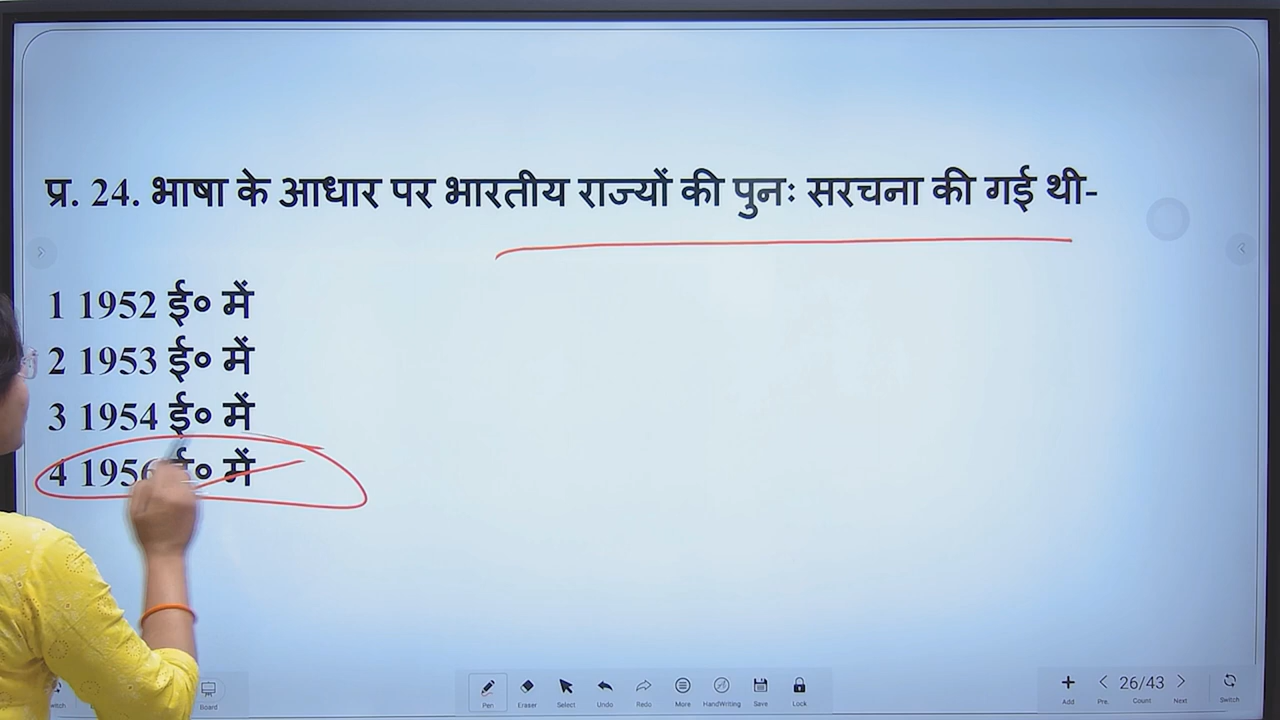 प्र. 24. भाषा के आधार पर भारतीय राज्यों की पुनः सरचना की गई थी-
1 1952 ई० में
2 1953 ई० में
3 1954 ई० में
4 1956 ई० में
Board
Pen Eraser Select Undo Redo More HandWriting Save Lock
Add Pre. 26/43 Count Next Switch